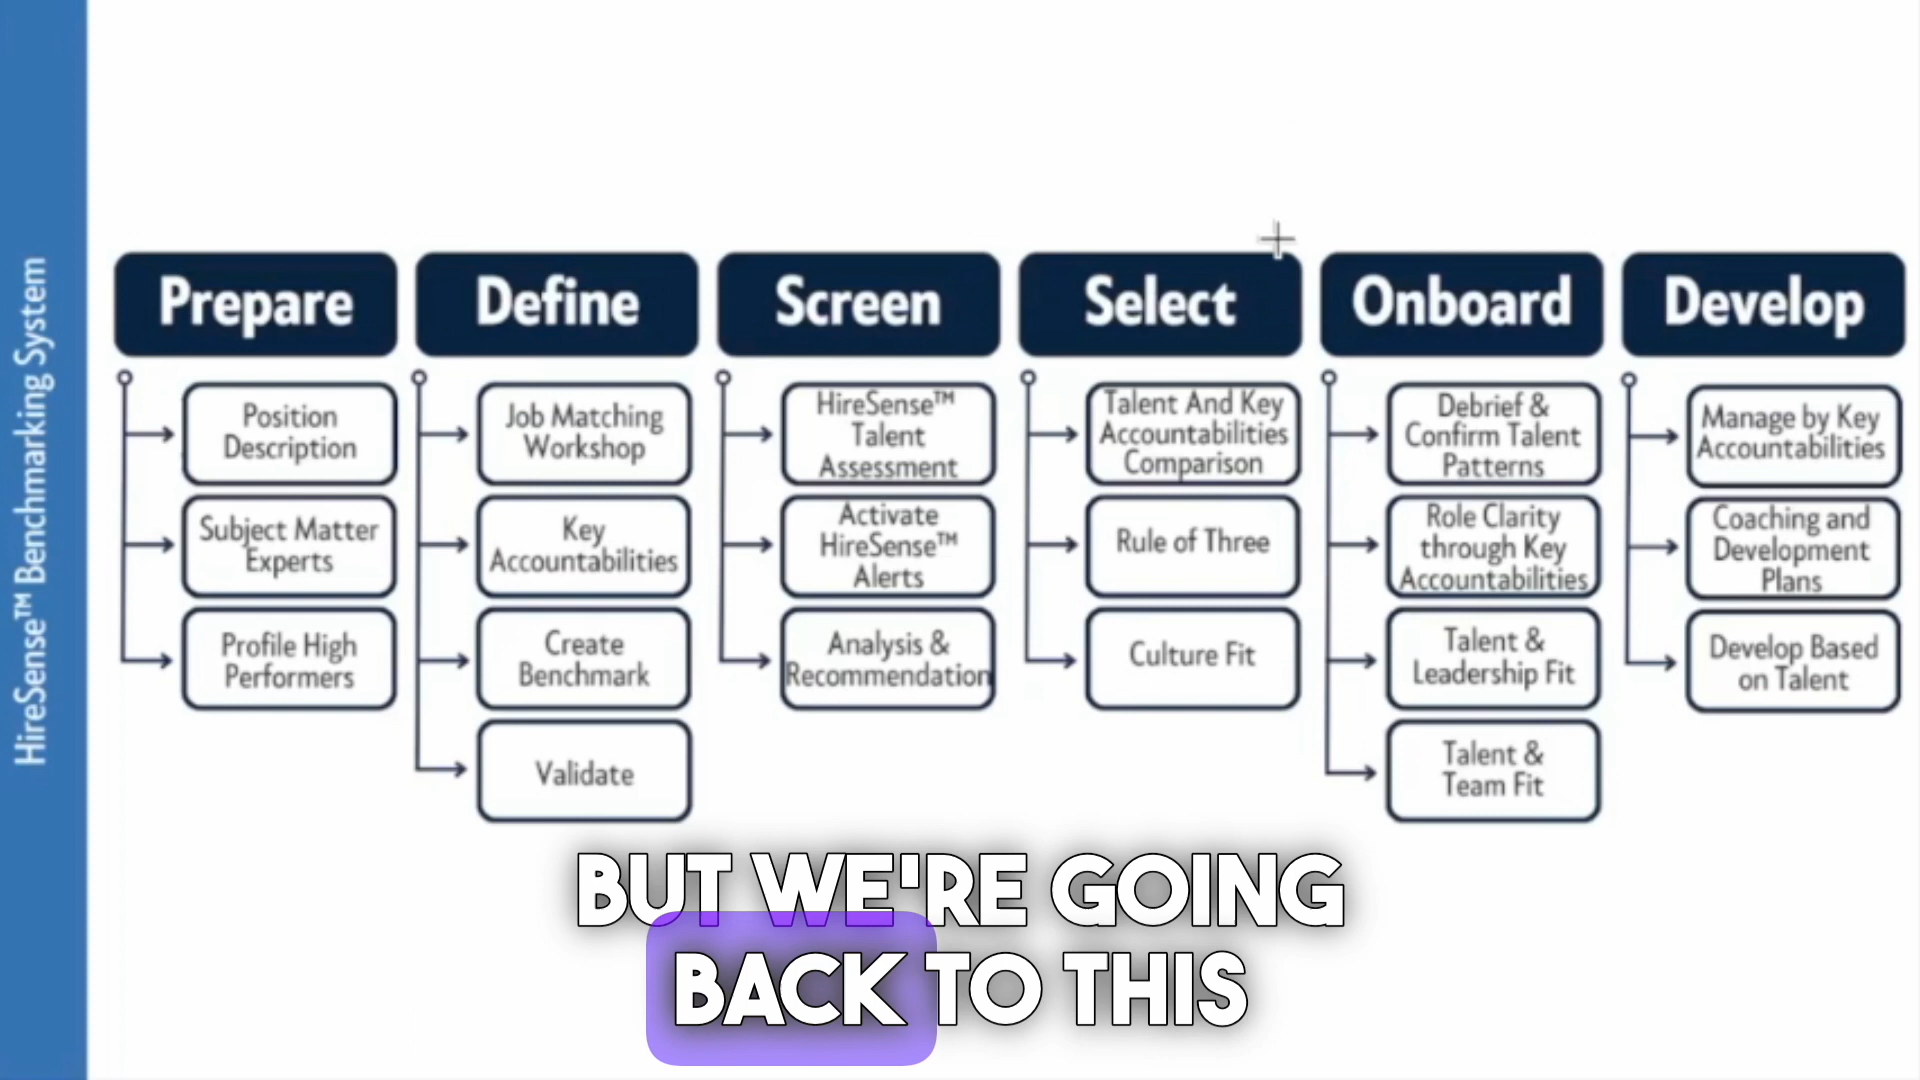 HireSense™ Benchmarking System
Prepare
Position
Description
Subject Matter
Experts
Profile High
Performers
Define
Job Matching
Workshop
Key
Accountabilities
Create
Benchmark
Validate
Screen
HireSense™
Talent
Assessment
Activate
HireSense™
Alerts
Analysis &
Recommendation
Select
Talent And Key
Accountabilities
Comparison
Rule of Three
Culture Fit
Onboard
Debrief &
Confirm Talent
Patterns
Role Clarity
through Key
Accountabilities
Talent &
Leadership Fit
Talent &
Team Fit
Develop
Manage by Key
Accountabilities
Coaching and
Development
Plans
Develop Based
on Talent
BUT WE'RE GOING
BACK TO THIS